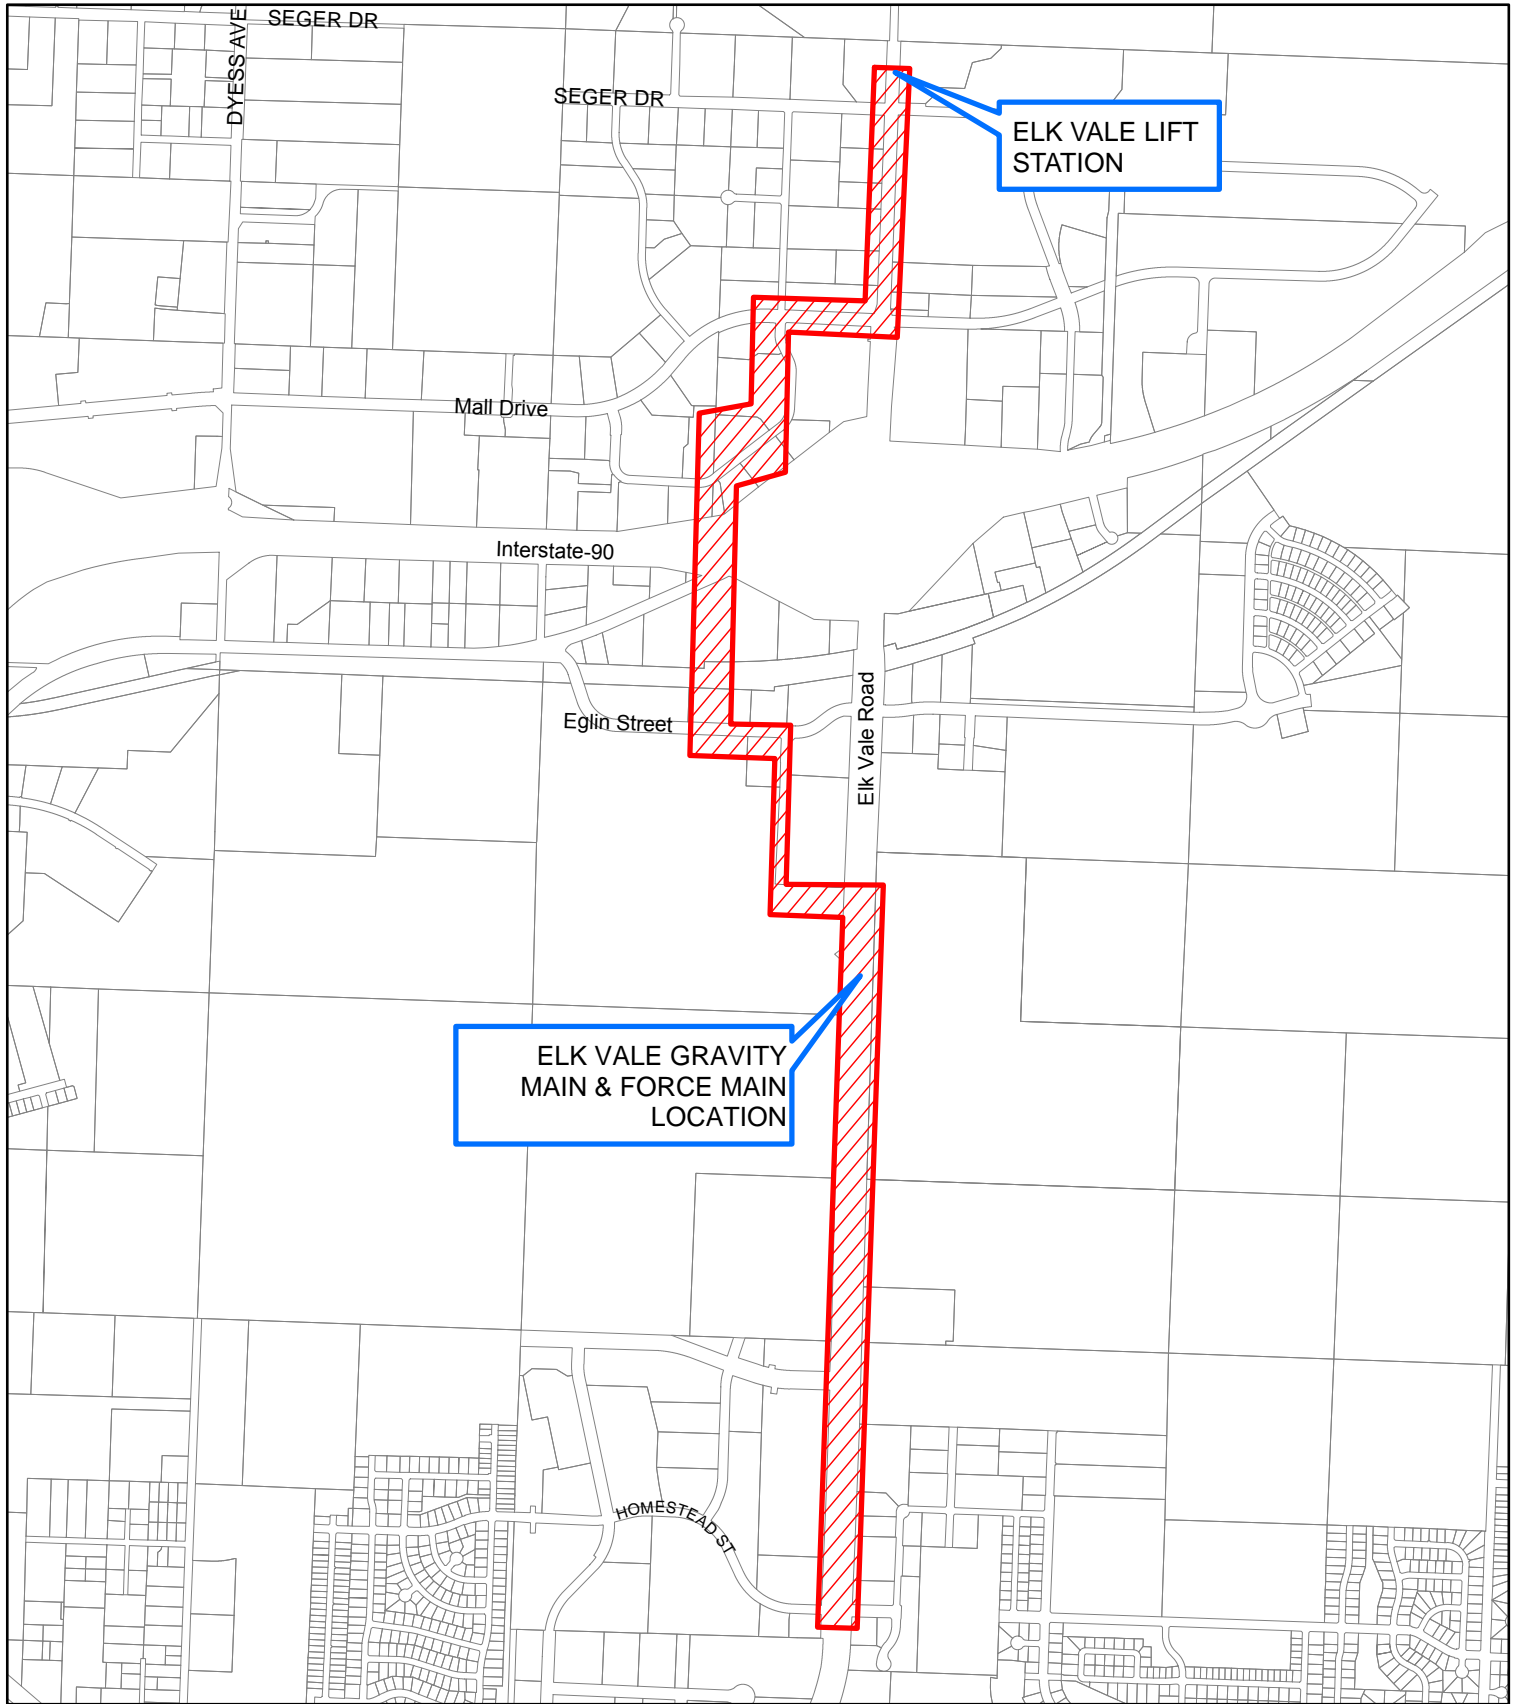 SEGER DR
DYESS AVE
SEGER DR
ELK VALE LIFT
STATION
Mall Drive
Interstate-90
Elk Vale Road
Eglin Street
ELK VALE GRAVITY
MAIN & FORCE MAIN
LOCATION
HOMESTEAD ST